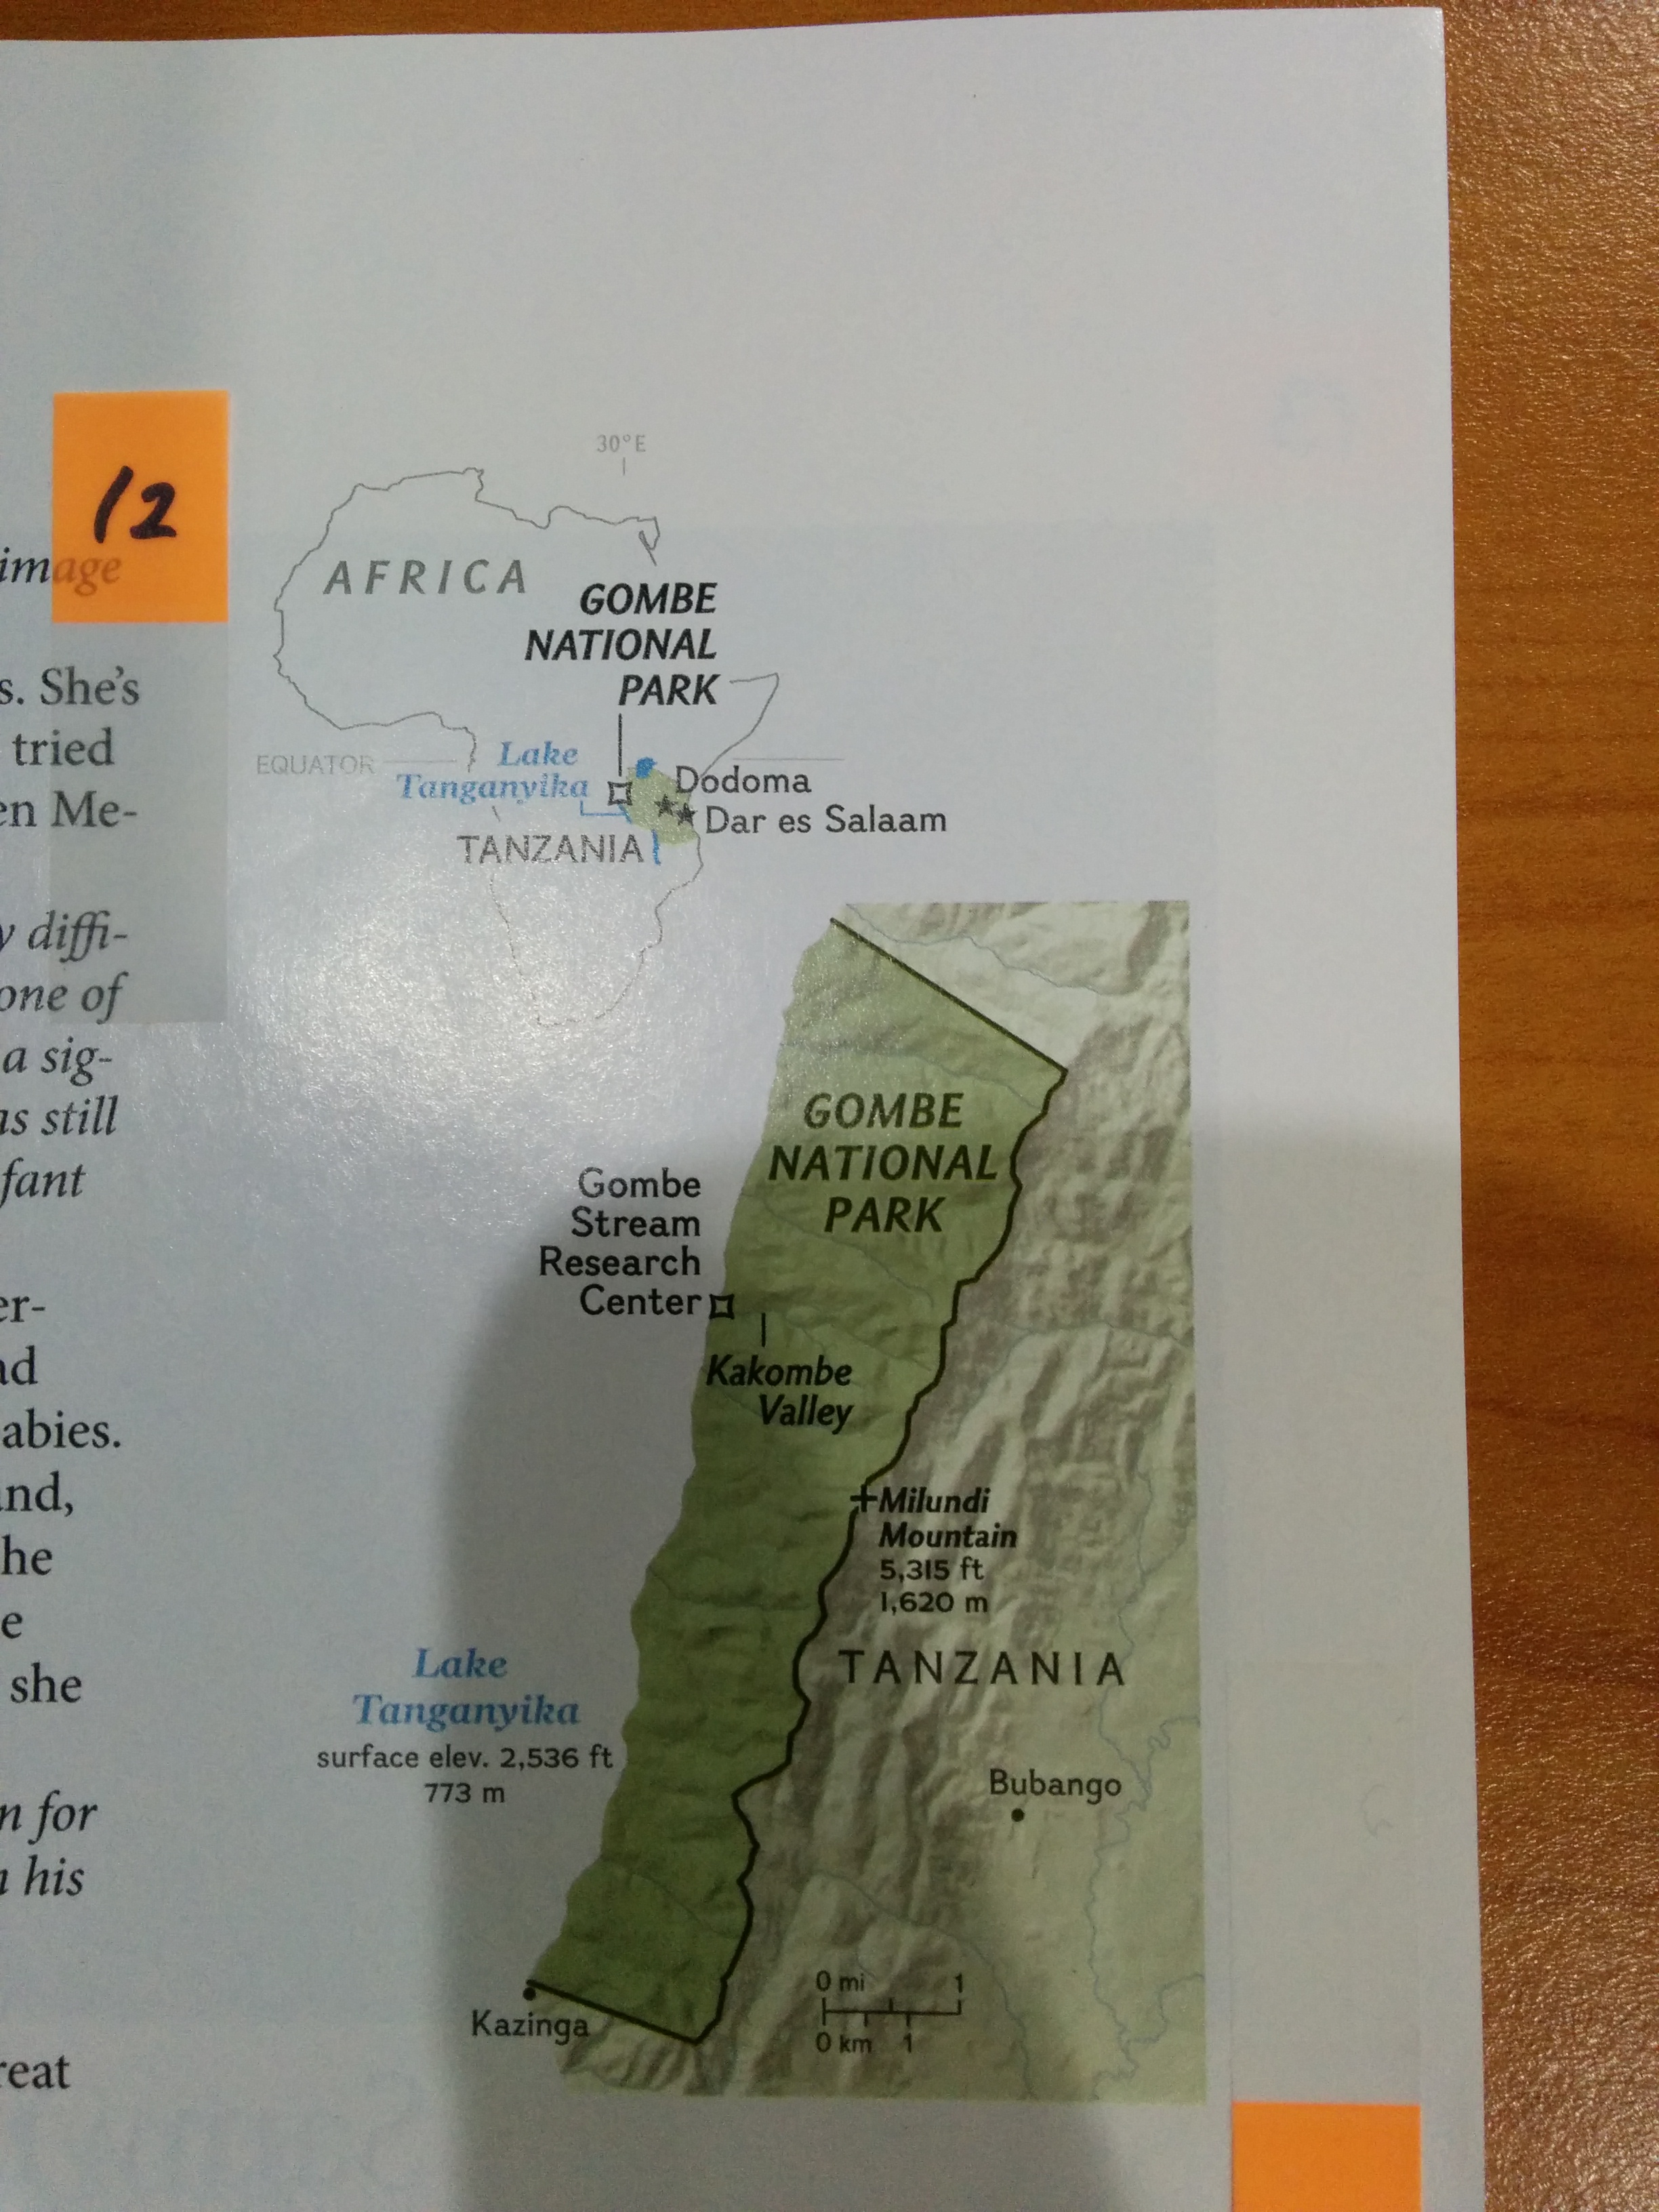 12
image
s. She's
tried
en Me-
y diffi-
one of
a sig-
as still
fant
er-
ad
abies.
und,
he
e
she
n for
n his
reat
30°E
AFRICA
GOMBE
NATIONAL
PARK
EQUATOR
Lake
Tanganyika
Dodoma
Dar es Salaam
TANZANIA
GOMBE
NATIONAL
PARK
Gombe
Stream
Research
Center
Kakombe
Valley
Milundi
Mountain
5,315 ft
1,620 m
TANZANIA
Lake
Tanganyika
surface elev. 2,536 ft
773 m
Bubango
Kazinga
0 mi 1
0 km 1